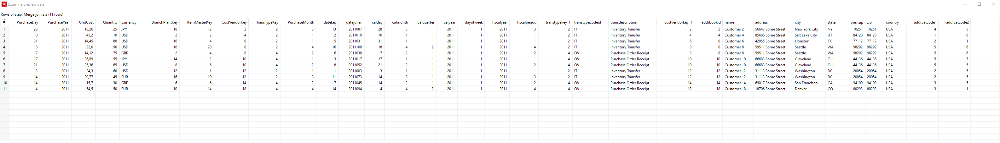 Examine preview data
Rows of step: Merge join 2 2 (11 rows)
# PurchaseDay PurchaseYear UnitCost Quantity Currency BranchPlantKey ItemMasterKey CustVendorKey TransTypeKey PurchaseMonth datekey datejulian calday calmonth calquarter calyear dayofweek fiscalyear fiscalperiod transtypekey_1 transtypecodeid transdescription custvendorkey_1 addrbookid name address city state primzip zip country addrcatcode1 addrcatcode2
1 28 2011 18,26 25 JPY 18 12 2 2 3 13 2011087 28 3 1 2011 1 2011 3 2 IT Inventory Transfer 2 2 Customer 2 56647 Some Street New York City NY 10251 10251 USA 4 5
2 10 2011 45,2 10 USD 2 2 4 2 1 2 2011010 10 1 1 2011 1 2011 1 2 IT Inventory Transfer 4 4 Customer 4 85686 Some Street Salt Lake City UT 84128 84128 USA 1 6
3 31 2011 14,45 80 USD 16 4 6 2 1 5 2011031 31 1 1 2011 1 2011 1 2 IT Inventory Transfer 6 6 Customer 6 42055 Some Street Houston TX 77112 77112 USA 2 1
4 18 2011 22,0 90 USD 18 20 8 2 4 16 2011108 18 4 2 2011 1 2011 4 2 IT Inventory Transfer 8 8 Customer 8 59511 Some Street Seattle WA 98292 98292 USA 5 6
5 7 2011 14,12 75 GBP 2 4 8 4 2 6 2011038 7 2 1 2011 1 2011 2 4 OV Purchase Order Receipt 8 8 Customer 8 59511 Some Street Seattle WA 98292 98292 USA 5 6
6 17 2011 26,89 55 JPY 14 2 10 4 1 3 2011017 17 1 1 2011 1 2011 1 4 OV Purchase Order Receipt 10 10 Customer 10 66683 Some Street Cleveland OH 44136 44136 USA 5 5
7 21 2011 25,36 65 USD 8 6 10 4 2 8 2011052 21 2 1 2011 1 2011 2 4 OV Purchase Order Receipt 10 10 Customer 10 66683 Some Street Cleveland OH 44136 44136 USA 5 5
8 3 2011 24,3 60 USD 12 1 12 2 1 1 2011003 3 1 1 2011 1 2011 1 2 IT Inventory Transfer 12 12 Customer 12 31113 Some Street Washington DC 20054 20054 USA 2 5
9 14 2011 20,77 45 EUR 16 10 12 2 3 11 2011073 14 3 1 2011 1 2011 3 2 IT Inventory Transfer 12 12 Customer 12 31113 Some Street Washington DC 20054 20054 USA 2 5
10 14 2011 15,7 30 GBP 6 6 14 4 2 7 2011045 14 2 1 2011 1 2011 2 4 OV Purchase Order Receipt 14 14 Customer 14 69017 Some Street San Francisco CA 94109 94109 USA 3 5
11 4 2011 54,5 50 EUR 10 14 18 4 4 14 2011094 4 4 2 2011 1 2011 4 4 OV Purchase Order Receipt 18 18 Customer 18 18706 Some Street Denver CO 80293 80293 USA 3 1